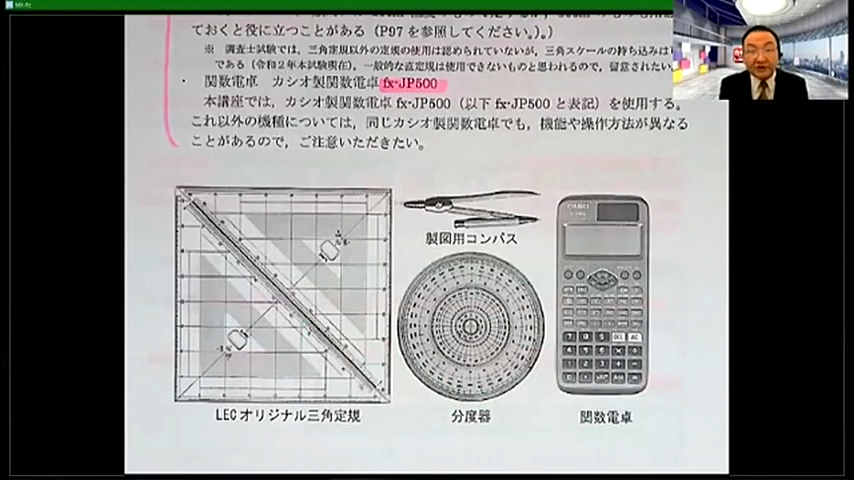 ておくと役に立つことがある（P97を参照してください。）。）
※ 調査士試験では，三角定規以外の定規の使用は認められていないが，三角スケールの持ち込みは
である（令和２年本試験現在）。一般的な直定規は使用できないものと思われるので，留意されたい
・ 関数電卓 カシオ製関数電卓 fx-JP500
本講座では，カシオ製関数電卓 fx-JP500（以下 fx-JP500 と表記）を使用する。
これ以外の機種については，同じカシオ製関数電卓でも，機能や操作方法が異なる
ことがあるので，ご注意いただきたい。
製図用コンパス
CASIO
LECオリジナル三角定規
分度器
関数電卓